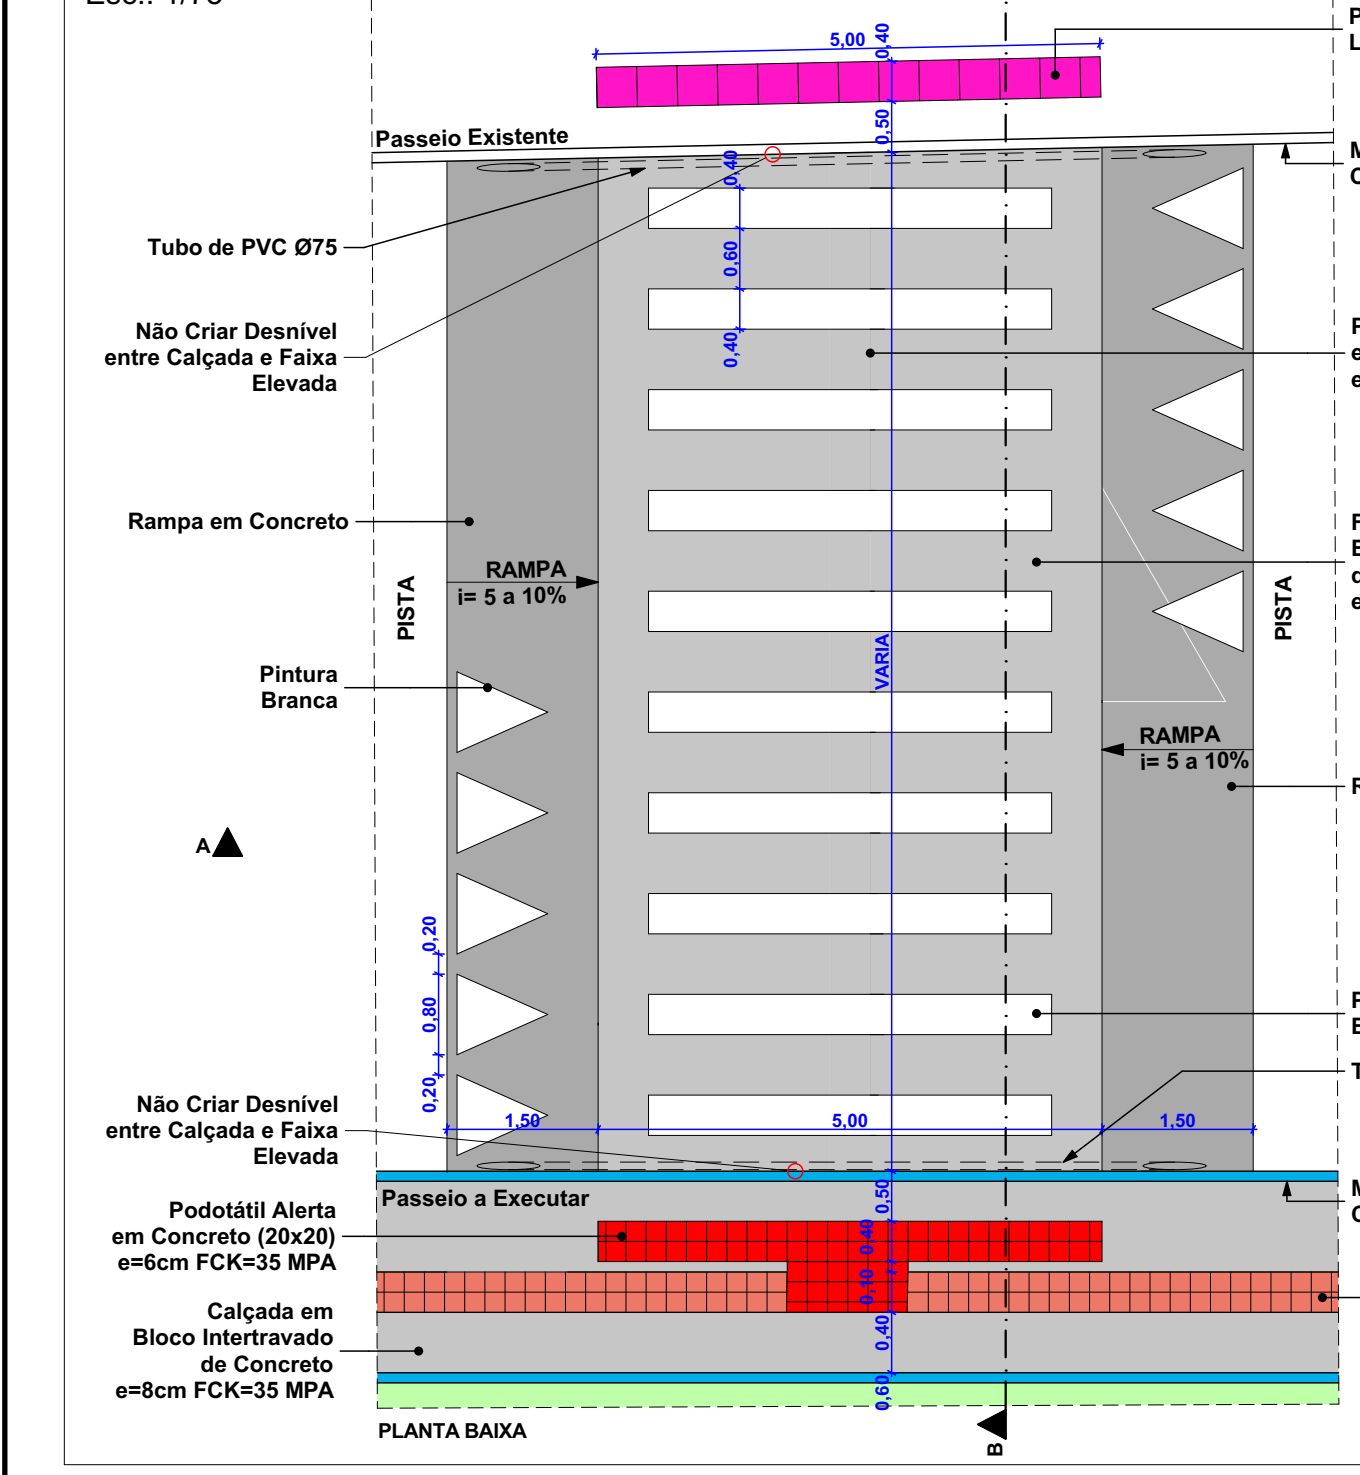 5,00
0,40
P
L
0,50
Passeio Existente
M
C
0,40
Tubo de PVC Ø75
0,60
Não Criar Desnível
entre Calçada e Faixa
Elevada
0,40
P
e
e
Rampa em Concreto
F
E
d
e
RAMPA
i= 5 a 10%
PISTA
PISTA
VARIA
Pintura
Branca
RAMPA
i= 5 a 10%
R
A
0,20
0,80
0,20
P
E
T
Não Criar Desnível
entre Calçada e Faixa
Elevada
1,50
5,00
1,50
Passeio a Executar
M
C
0,50
Podotátil Alerta
em Concreto (20x20)
e=6cm FCK=35 MPA
0,40
0,10
0,40
Calçada em
Bloco Intertravado
de Concreto
e=8cm FCK=35 MPA
0,60
PLANTA BAIXA
B